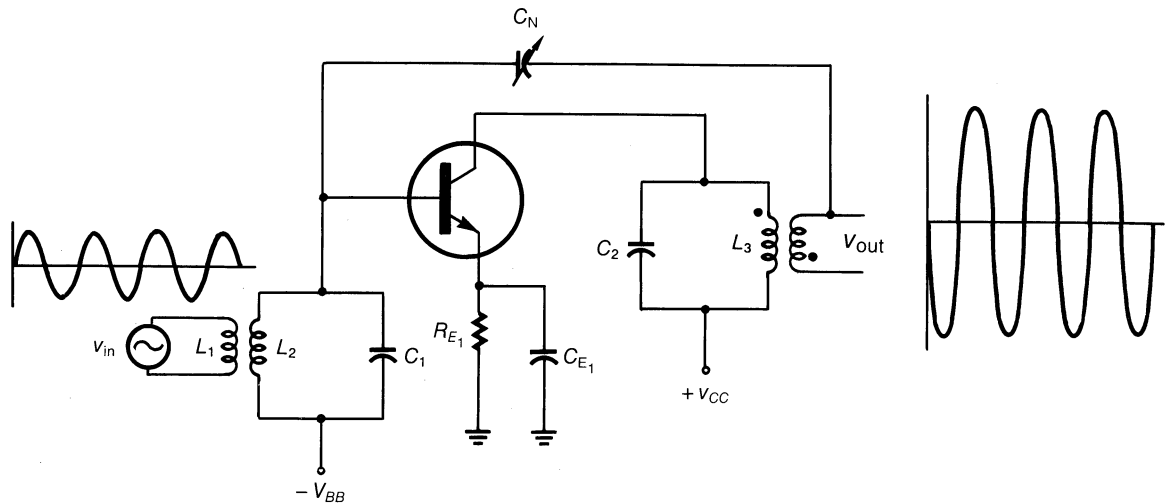 C_N
C_2
L_3
v_out
v_in
L_1
L_2
C_1
R_E1
C_E1
+ v_CC
− V_BB